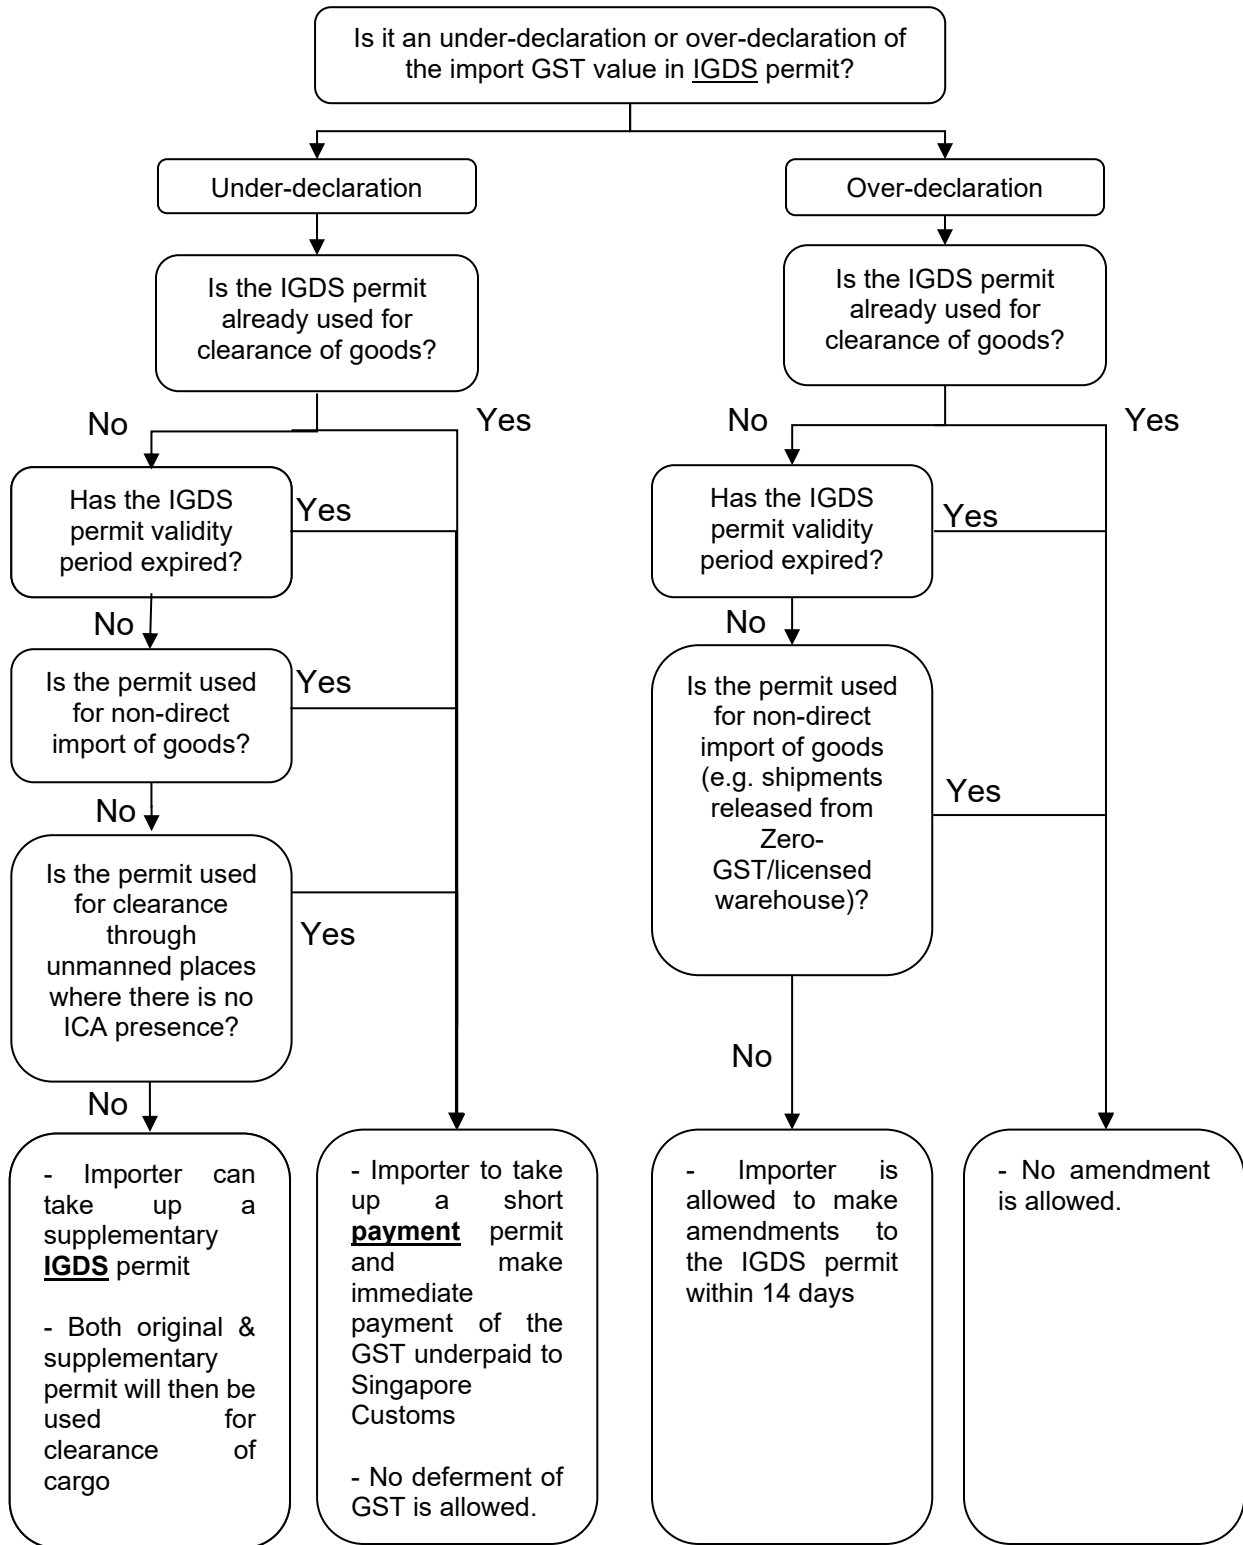 Is it an under-declaration or over-declaration of
the import GST value in IGDS permit?
Under-declaration
Over-declaration
Is the IGDS permit
already used for
clearance of goods?
Is the IGDS permit
already used for
clearance of goods?
No
Yes
No
Yes
Has the IGDS
permit validity
period expired?
Yes
Has the IGDS
permit validity
period expired?
Yes
No
No
Is the permit used
for non-direct
import of goods?
Yes
Is the permit used
for non-direct
import of goods
(e.g. shipments
released from
Zero-
GST/licensed
warehouse)?
Yes
No
Is the permit used
for clearance
through
unmanned places
where there is no
ICA presence?
Yes
No
No
- Importer can
take up a
supplementary
IGDS permit
- Both original &
supplementary
permit will then be
used for
clearance of
cargo
- Importer to take
up a short
payment permit
and make
immediate
payment of the
GST underpaid to
Singapore
Customs
- No deferment of
GST is allowed.
- Importer is
allowed to make
amendments to
the IGDS permit
within 14 days
- No amendment
is allowed.